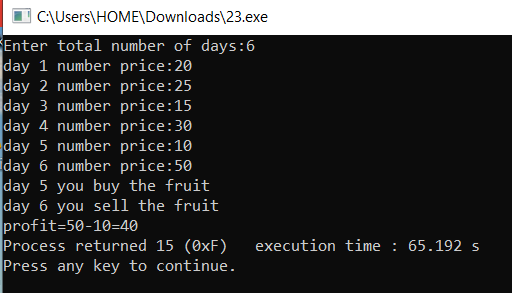 C:\Users\HOME\Downloads\23.exe
Enter total number of days:6
day 1 number price:20
day 2 number price:25
day 3 number price:15
day 4 number price:30
day 5 number price:10
day 6 number price:50
day 5 you buy the fruit
day 6 you sell the fruit
profit=50-10=40
Process returned 15 (0xF)   execution time : 65.192 s
Press any key to continue.